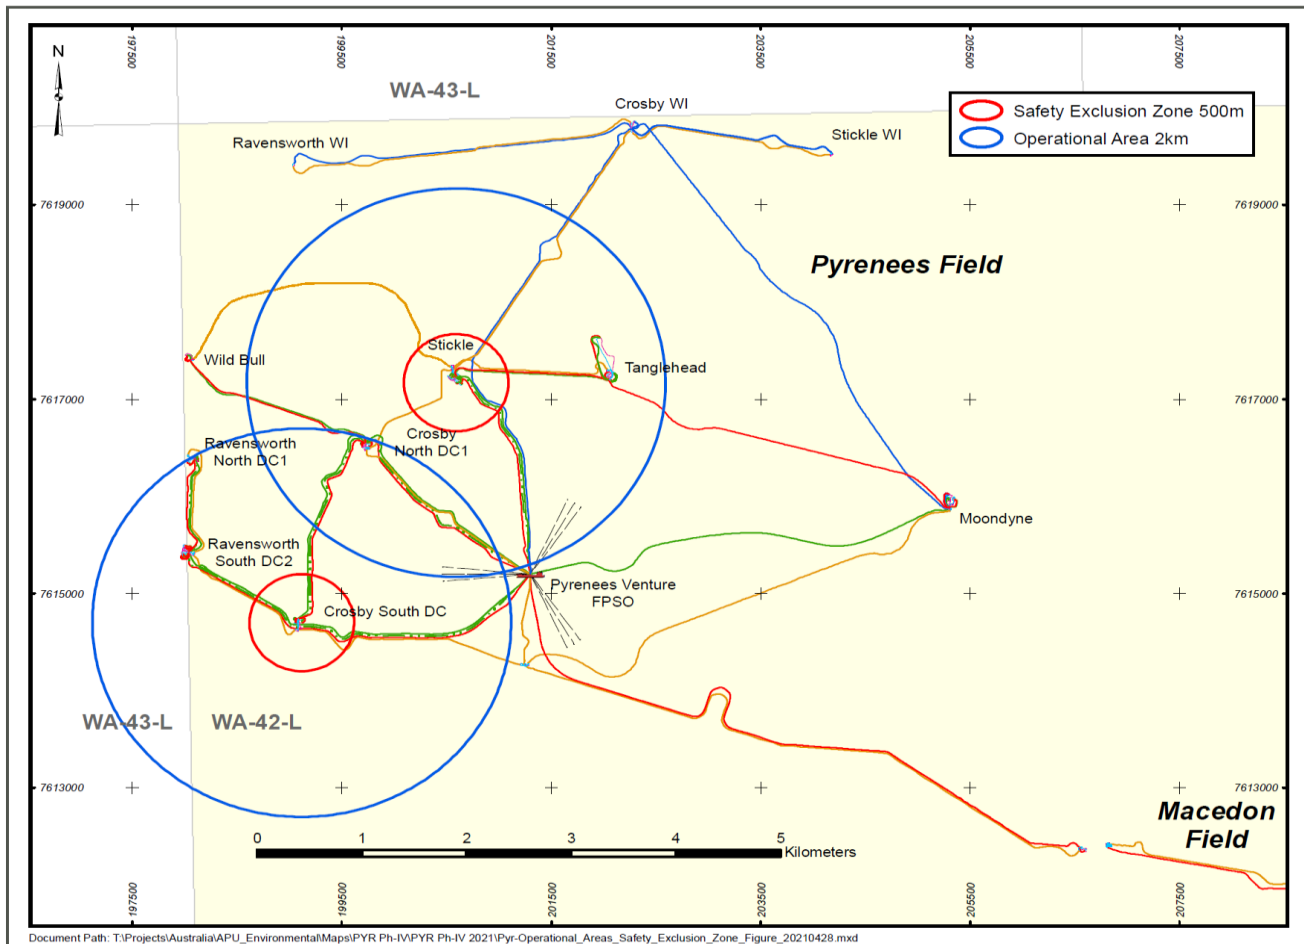 197500
199500
201500
203500
205500
207500
N
WA-43-L
Crosby WI
Safety Exclusion Zone 500m
Operational Area 2km
Ravensworth WI
Stickle WI
7619000
7619000
Pyrenees Field
Stickle
Wild Bull
Tanglehead
7617000
7617000
Crosby
North DC1
Ravensworth
North DC1
Moondyne
Ravensworth
South DC2
Pyrenees Venture
FPSO
7615000
7615000
Crosby South DC
WA-43-L
WA-42-L
7613000
7613000
Macedon
Field
0
1
2
3
4
5
Kilometers
197500
199500
201500
203500
205500
207500
Document Path: T:\Projects\Australia\APU_Environmental\Maps\PYR Ph-IV\PYR Ph-IV 2021\Pyr-Operational_Areas_Safety_Exclusion_Zone_Figure_20210428.mxd